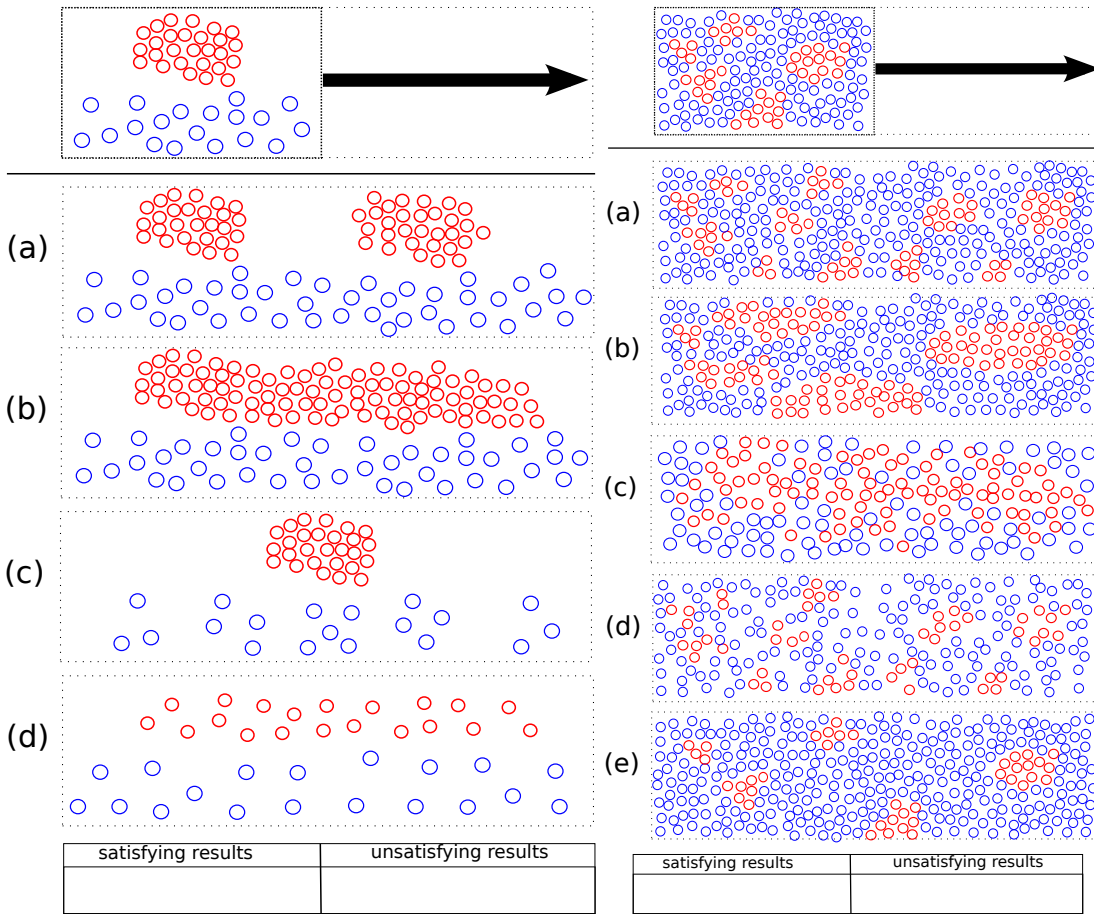 (a)
(b)
(c)
(d)
satisfying results unsatisfying results
(a)
(b)
(c)
(d)
(e)
satisfying results unsatisfying results